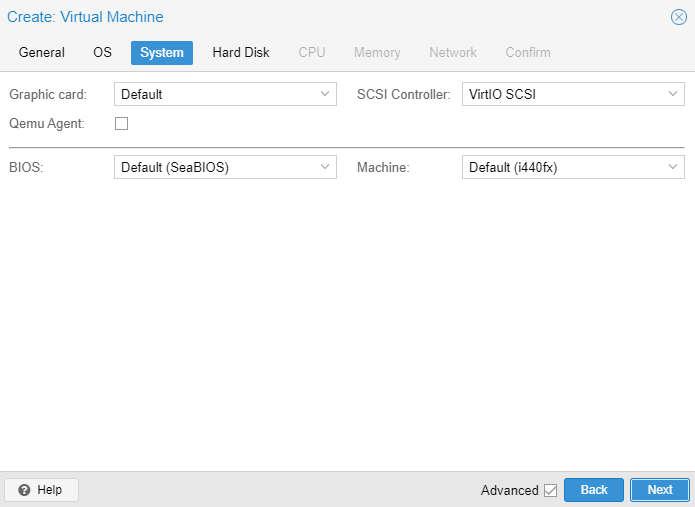 Create: Virtual Machine
General OS System Hard Disk CPU Memory Network Confirm
Graphic card: Default SCSI Controller: VirtIO SCSI
Qemu Agent:
BIOS: Default (SeaBIOS) Machine: Default (i440fx)
Help Advanced Back Next